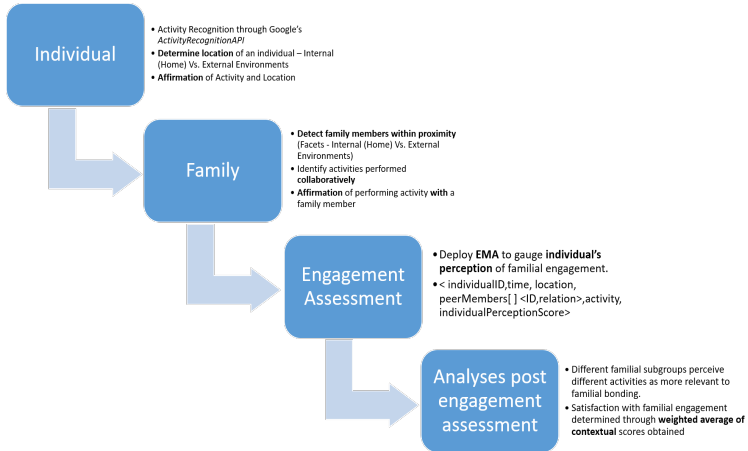 Individual
• Activity Recognition through Google's
ActivityRecognitionAPI
• Determine location of an individual – Internal
(Home) Vs. External Environments
• Affirmation of Activity and Location
Family
• Detect family members within proximity
(Facets - Internal (Home) Vs. External
Environments)
• Identify activities performed
collaboratively
• Affirmation of performing activity with a
family member
Engagement
Assessment
• Deploy EMA to gauge individual's
perception of familial engagement.
• < individualID,time, location,
peerMembers[ ] <ID,relation>,activity,
individualPerceptionScore>
Analyses post
engagement
assessment
• Different familial subgroups perceive
different activities as more relevant to
familial bonding.
• Satisfaction with familial engagement
determined through weighted average of
contextual scores obtained